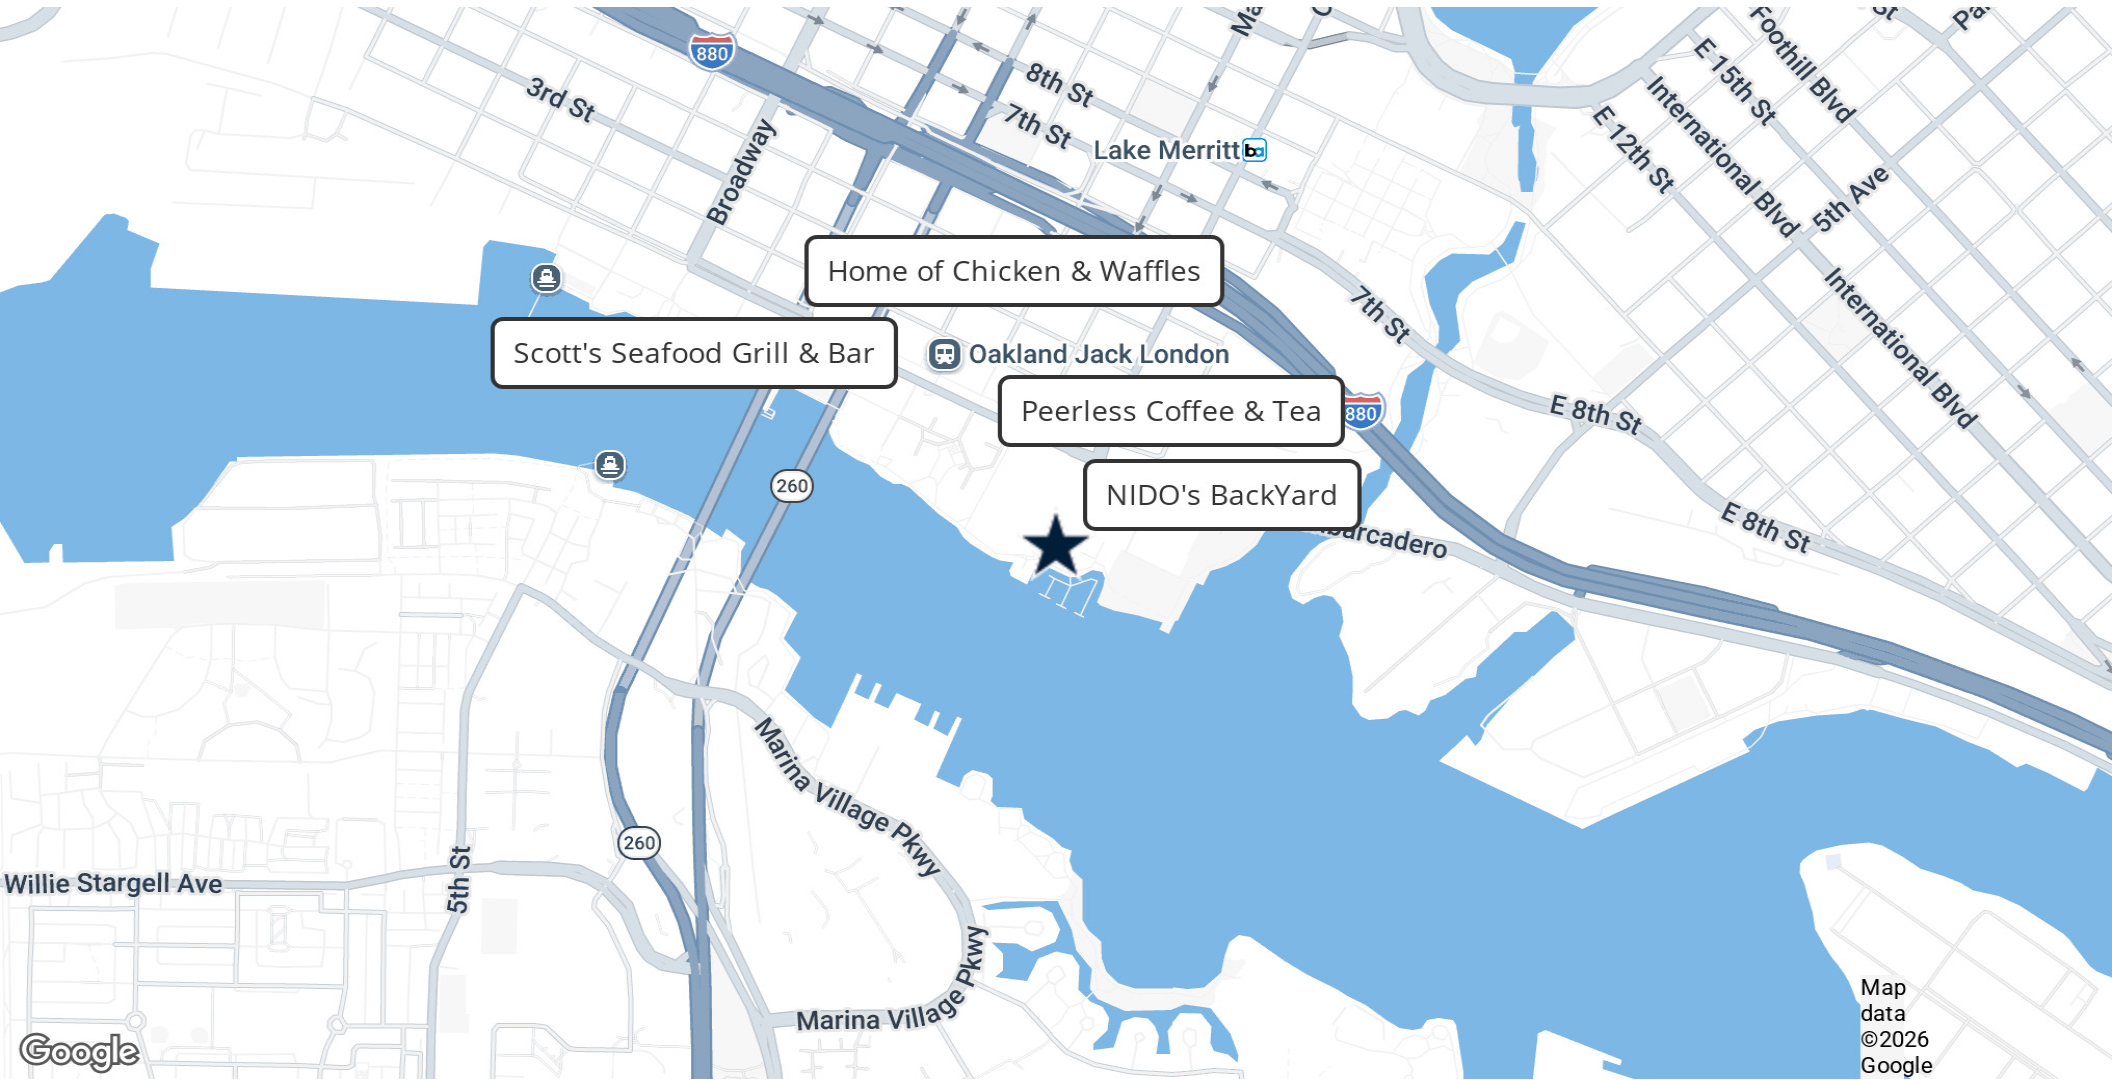 880
3rd St
Broadway
8th St
7th St
Lake Merritt
Foothill Blvd
E 15th St
International Blvd
E 12th St
5th Ave
Home of Chicken & Waffles
7th St
International Blvd
Scott's Seafood Grill & Bar
Oakland Jack London
Peerless Coffee & Tea
880
E 8th St
260
NIDO's BackYard
E 8th St
Marina Village Pkwy
260
Willie Stargell Ave
5th St
Marina Village Pkwy
Google
Map
data
©2026
Google